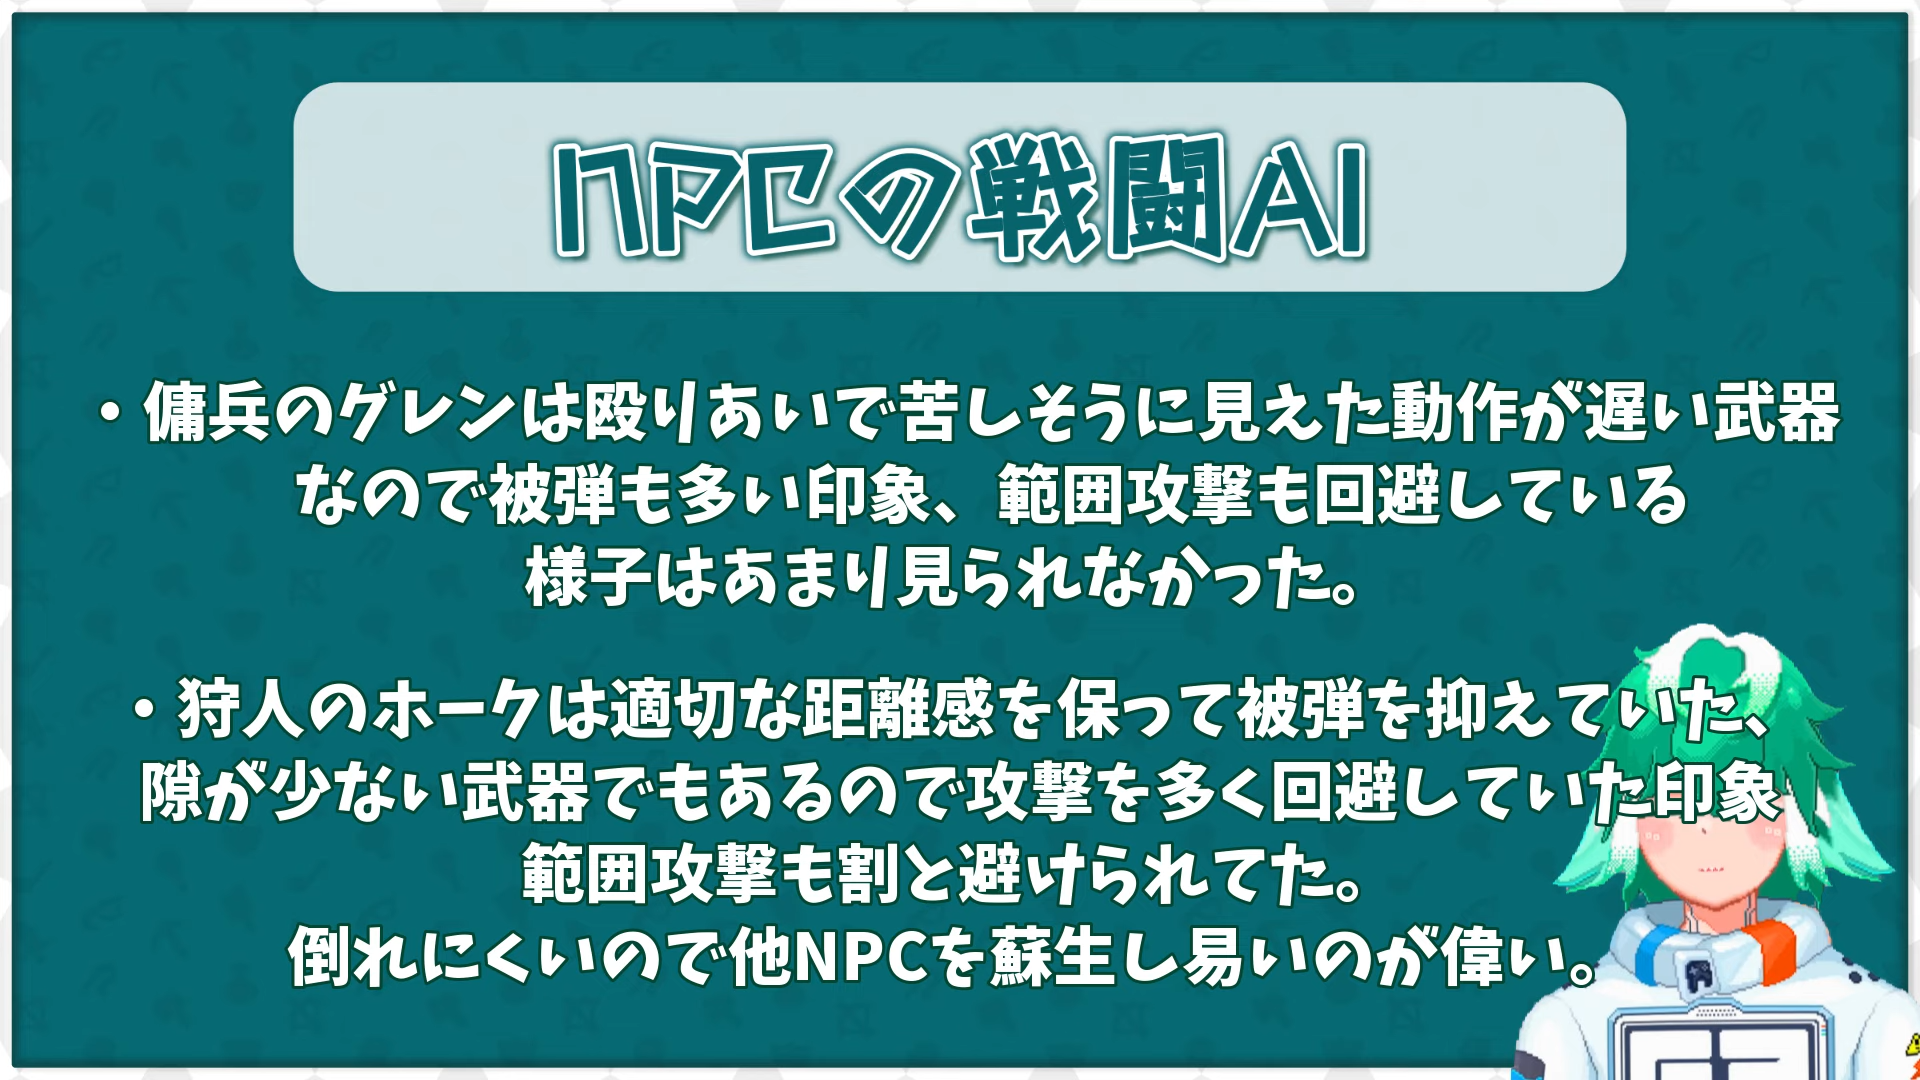 NPCの戦闘AI
・傭兵のグレンは殴りあいで苦しそうに見えた動作が遅い武器
なので被弾も多い印象、範囲攻撃も回避している
様子はあまり見られなかった。
・狩人のホークは適切な距離感を保って被弾を抑えていた、
隙が少ない武器でもあるので攻撃を多く回避していた印象
範囲攻撃も割と避けられてた。
倒れにくいので他NPCを蘇生し易いのが偉い。